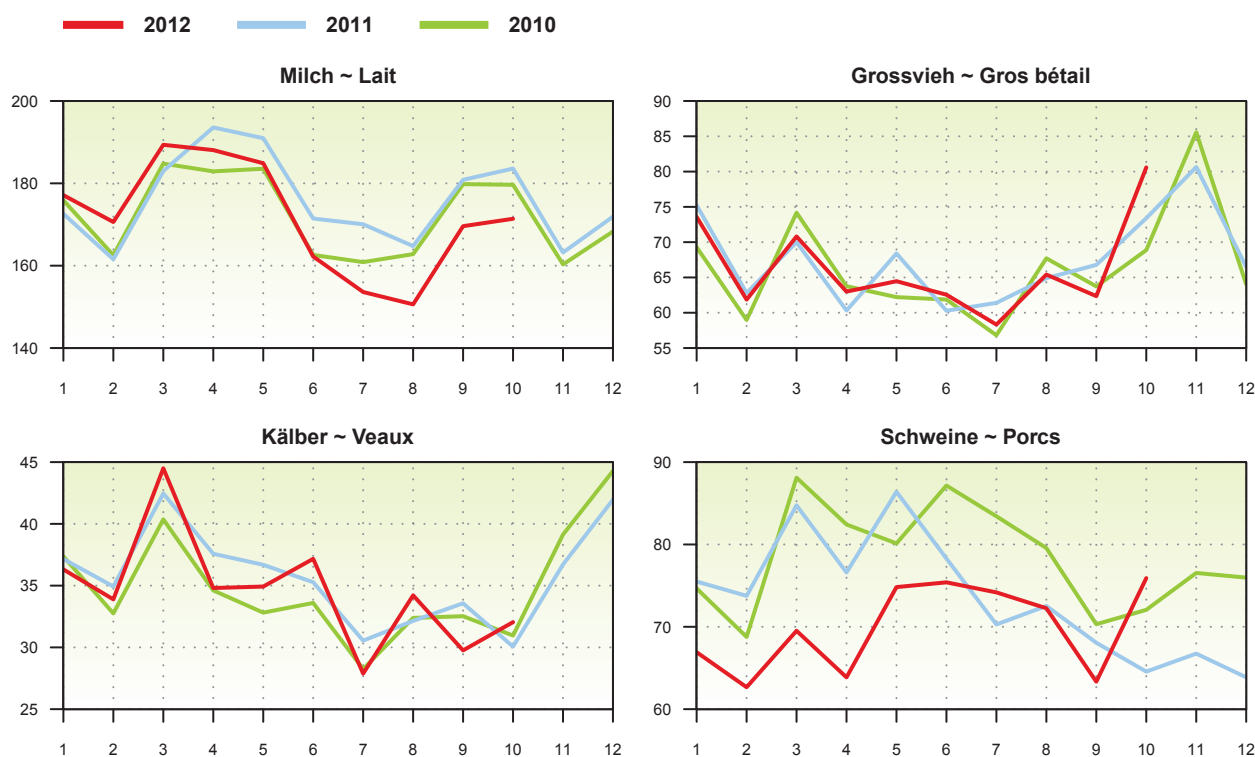 2012 2011 2010
Milch ~ Lait
200
180
160
140
1 2 3 4 5 6 7 8 9 10 11 12
Grossvieh ~ Gros bétail
90
85
80
75
70
65
60
55
1 2 3 4 5 6 7 8 9 10 11 12
Kälber ~ Veaux
45
40
35
30
25
1 2 3 4 5 6 7 8 9 10 11 12
Schweine ~ Porcs
90
80
70
60
1 2 3 4 5 6 7 8 9 10 11 12